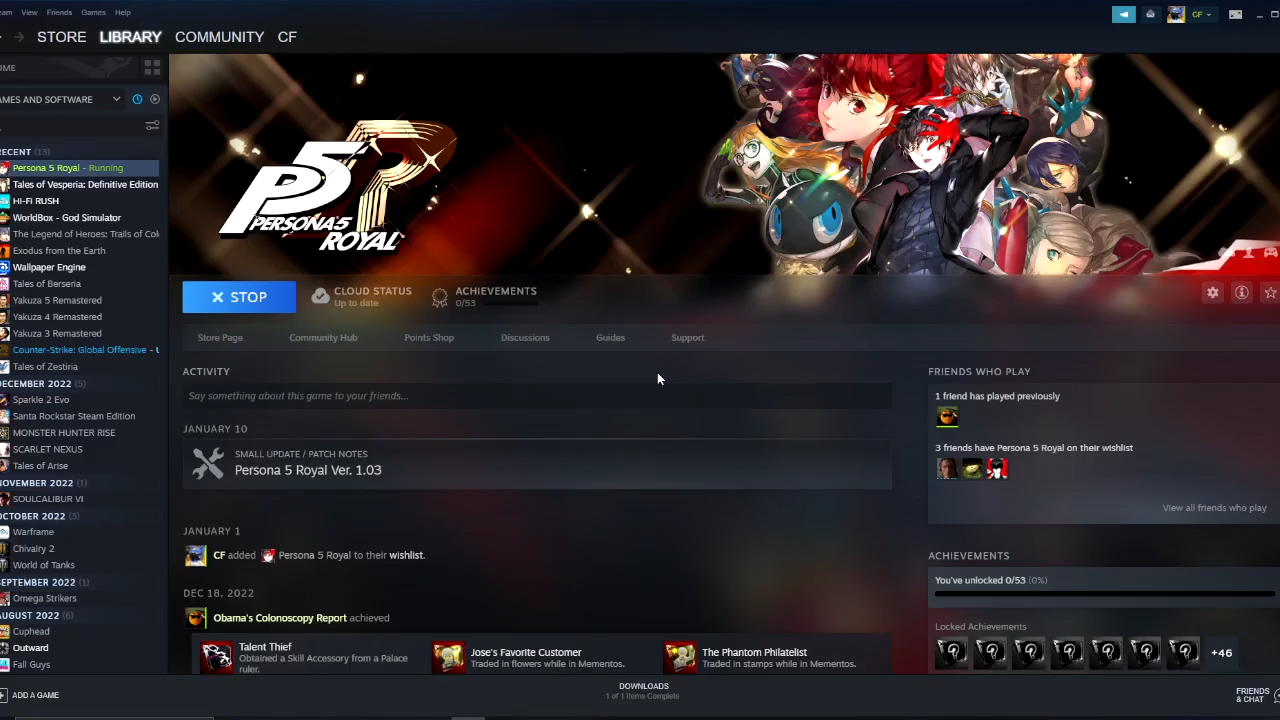 View Friends Games Help
CF
STORE LIBRARY COMMUNITY CF
GAMES AND SOFTWARE
RECENT (13)
Persona 5 Royal - Running
Tales of Vesperia: Definitive Edition
Hi-Fi RUSH
WorldBox - God Simulator
The Legend of Heroes: Trails of Col
Exodus from the Earth
Wallpaper Engine
Tales of Berseria
Yakuza 5 Remastered
Yakuza 4 Remastered
Yakuza 3 Remastered
Counter-Strike: Global Offensive - U
Tales of Zestiria
DECEMBER 2022 (5)
Sparkle 2 Evo
Santa Rockstar Steam Edition
MONSTER HUNTER RISE
SCARLET NEXUS
Tales of Arise
NOVEMBER 2022 (1)
SOULCALIBUR VI
OCTOBER 2022 (3)
Warframe
Chivalry 2
World of Tanks
SEPTEMBER 2022 (1)
Omega Strikers
AUGUST 2022 (6)
Cuphead
Outward
Fall Guys
ADD A GAME
P5R
PERSONA5
ROYAL
STOP
CLOUD STATUS
Up to date
ACHIEVEMENTS
0/53
Store Page Community Hub Points Shop Discussions Guides Support
ACTIVITY
Say something about this game to your friends...
JANUARY 10
SMALL UPDATE / PATCH NOTES
Persona 5 Royal Ver. 1.03
JANUARY 1
CF added Persona 5 Royal to their wishlist.
DEC 18, 2022
Obama's Colonoscopy Report achieved
Talent Thief
Obtained a Skill Accessory from a Palace
ruler.
Jose's Favorite Customer
Traded in flowers while in Mementos.
The Phantom Philatelist
Traded in stamps while in Mementos.
FRIENDS WHO PLAY
1 friend has played previously
3 friends have Persona 5 Royal on their wishlist
View all friends who play
ACHIEVEMENTS
You've unlocked 0/53 (0%)
Locked Achievements
+46
DOWNLOADS
1 of 1 Items Complete
FRIENDS
& CHAT